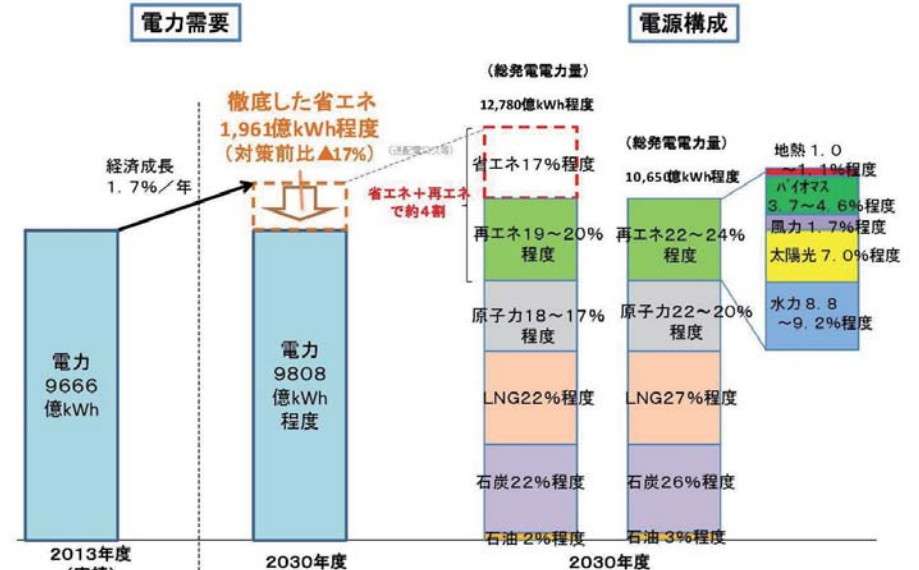 電力需要
電源構成
徹底した省エネ
1,961億kWh程度
(対策前比▲17%)
経済成長
1.7%/年
電力
9666
億kWh
電力
9808
億kWh
程度
2013年度
2030年度
(総発電電力量)
12,780億kWh程度
(送配電ロス等)
省エネ+再エネ
で約4割
省エネ17%程度
再エネ19~20%
程度
原子力18~17%
程度
LNG22%程度
石炭22%程度
石油 2%程度
(総発電電力量)
10,650億kWh程度
再エネ22~24%
程度
原子力22~20%
程度
LNG27%程度
石炭26%程度
石油 3%程度
2030年度
地熱 1.0
~1.1%程度
バイオマス
3.7~4.6%程度
風力 1.7%程度
太陽光 7.0%程度
水力 8.8
~9.2%程度